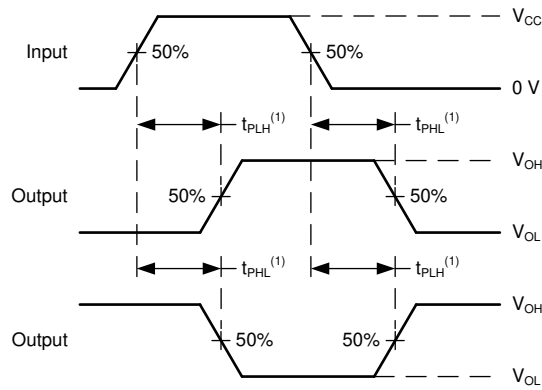 V_CC
Input 50% 50%
0 V
t_PLH^(1) t_PHL^(1)
V_OH
Output 50% 50%
V_OL
t_PHL^(1) t_PLH^(1)
V_OH
Output 50% 50%
V_OL